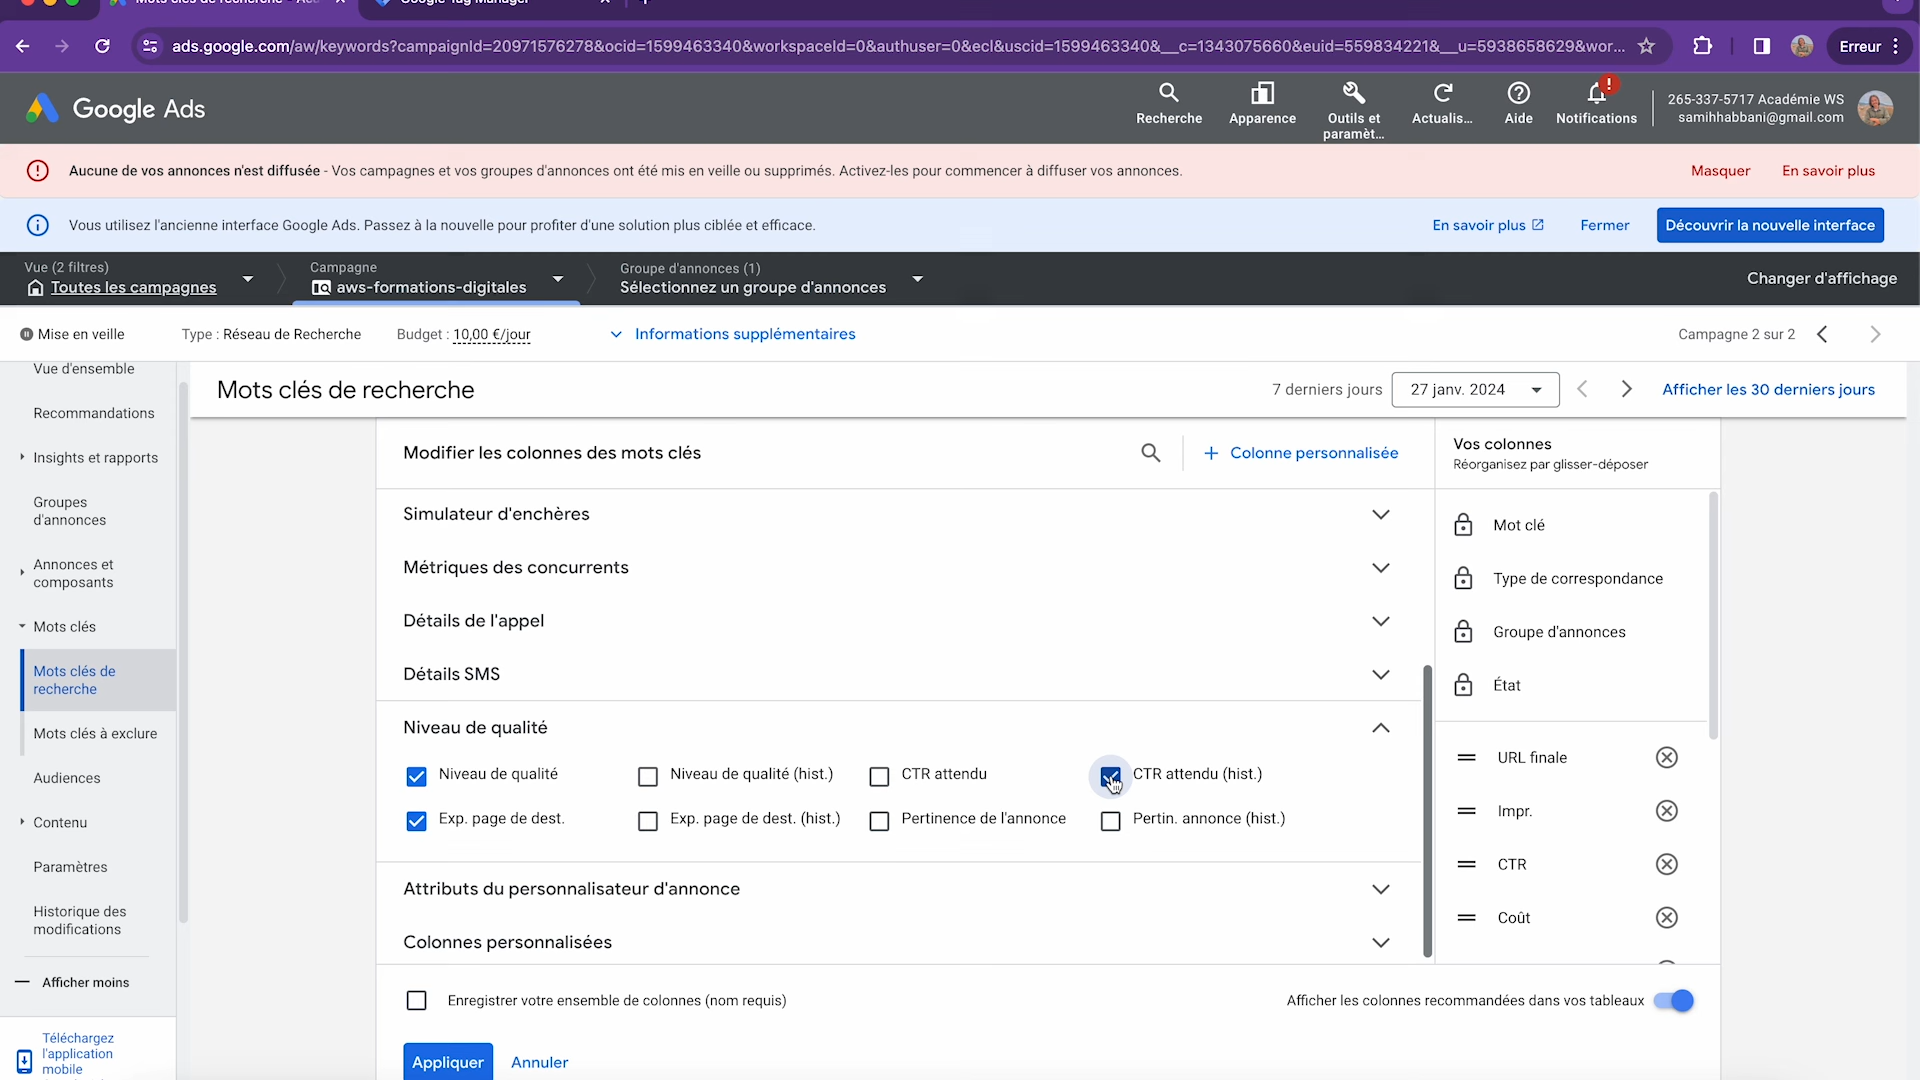 Google Tag Manager
ads.google.com/aw/keywords?campaignId=20971576278&ocid=1599463340&workspaceId=0&authuser=0&ecl&uscid=1599463340&__c=1343075660&euid=559834221&__u=5938658629&wor...
Erreur
Google Ads
Recherche
Apparence
Outils et
paramèt...
Actualis...
Aide
Notifications
265-337-5717 Académie WS
samihhabbani@gmail.com
Aucune de vos annonces n'est diffusée - Vos campagnes et vos groupes d'annonces ont été mis en veille ou supprimés. Activez-les pour commencer à diffuser vos annonces.
Masquer
En savoir plus
Vous utilisez l'ancienne interface Google Ads. Passez à la nouvelle pour profiter d'une solution plus ciblée et efficace.
En savoir plus
Fermer
Découvrir la nouvelle interface
Vue (2 filtres)
Toutes les campagnes
Campagne
aws-formations-digitales
Groupe d'annonces (1)
Sélectionnez un groupe d'annonces
Changer d'affichage
Mise en veille
Type : Réseau de Recherche
Budget : 10,00 €/jour
Informations supplémentaires
Campagne 2 sur 2
Vue d'ensemble
Recommandations
Insights et rapports
Groupes
d'annonces
Annonces et
composants
Mots clés
Mots clés de
recherche
Mots clés à exclure
Audiences
Contenu
Paramètres
Historique des
modifications
Afficher moins
Téléchargez
l'application
mobile
Mots clés de recherche
7 derniers jours
27 janv. 2024
Afficher les 30 derniers jours
Modifier les colonnes des mots clés
+ Colonne personnalisée
Simulateur d'enchères
Métriques des concurrents
Détails de l'appel
Détails SMS
Niveau de qualité
Niveau de qualité
Niveau de qualité (hist.)
CTR attendu
CTR attendu (hist.)
Exp. page de dest.
Exp. page de dest. (hist.)
Pertinence de l'annonce
Pertin. annonce (hist.)
Attributs du personnalisateur d'annonce
Colonnes personnalisées
Vos colonnes
Réorganisez par glisser-déposer
Mot clé
Type de correspondance
Groupe d'annonces
État
URL finale
Impr.
CTR
Coût
Enregistrer votre ensemble de colonnes (nom requis)
Afficher les colonnes recommandées dans vos tableaux
Appliquer
Annuler